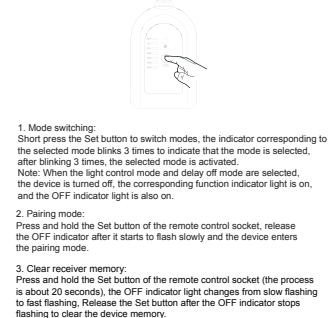 1. Mode switching:
Short press the Set button to switch modes, the indicator corresponding to
the selected mode blinks 3 times to indicate that the mode is selected,
after blinking 3 times, the selected mode is activated.
Note: When the light control mode and delay off mode are selected,
the device is turned off, the corresponding function indicator light is on,
and the OFF indicator light is also on.
2. Pairing mode:
Press and hold the Set button of the remote control socket, release
the OFF indicator after it starts to flash slowly and the device enters
the pairing mode.
3. Clear receiver memory:
Press and hold the Set button of the remote control socket (the process
is about 20 seconds), the OFF indicator light changes from slow flashing
to fast flashing, Release the Set button after the OFF indicator stops
flashing to clear the device memory.